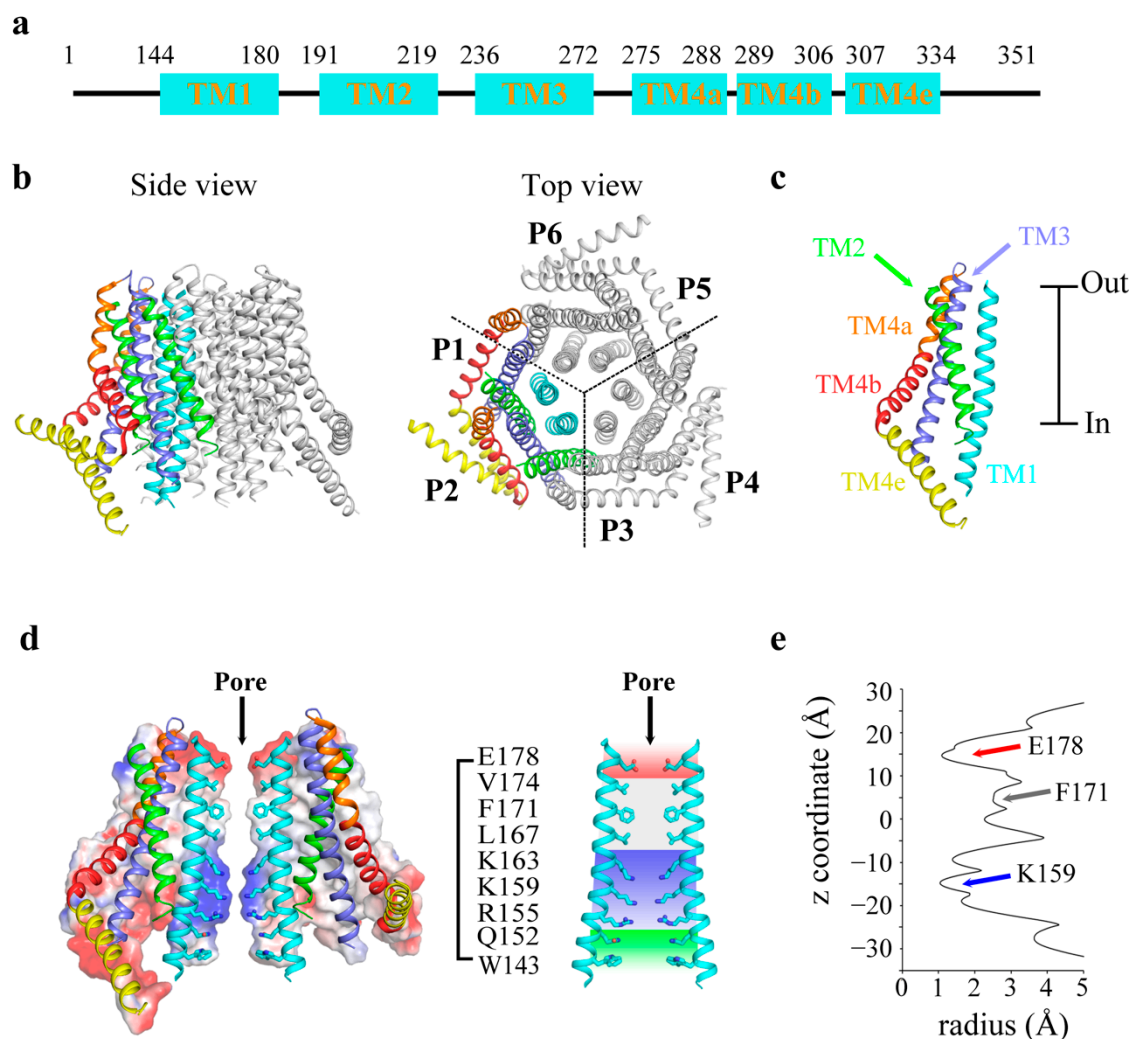 a
1 144 180 191 219 236 272 275 288 289 306 307 334 351
TM1 TM2 TM3 TM4a TM4b TM4e
b
Side view
Top view
P6
P5
P1
P2
P4
P3
c
TM2
TM3
TM4a
TM4b
TM4e
TM1
Out
In
d
Pore
E178
V174
F171
L167
K163
K159
R155
Q152
W143
Pore
e
z coordinate (Å)
30
20
10
0
−10
−20
−30
E178
F171
K159
0 1 2 3 4 5
radius (Å)